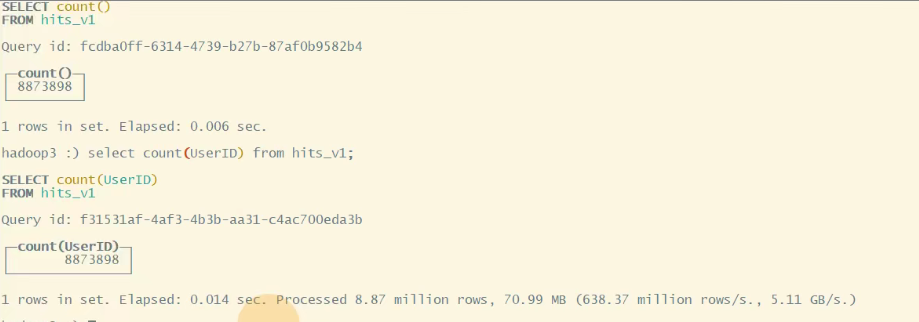 SELECT count()
FROM hits_v1
Query id: fcdba0ff-6314-4739-b27b-87af0b9582b4
count()
8873898
1 rows in set. Elapsed: 0.006 sec.
hadoop3 :) select count(UserID) from hits_v1;
SELECT count(UserID)
FROM hits_v1
Query id: f31531af-4af3-4b3b-aa31-c4ac700eda3b
count(UserID)
8873898
1 rows in set. Elapsed: 0.014 sec. Processed 8.87 million rows, 70.99 MB (638.37 million rows/s., 5.11 GB/s.)